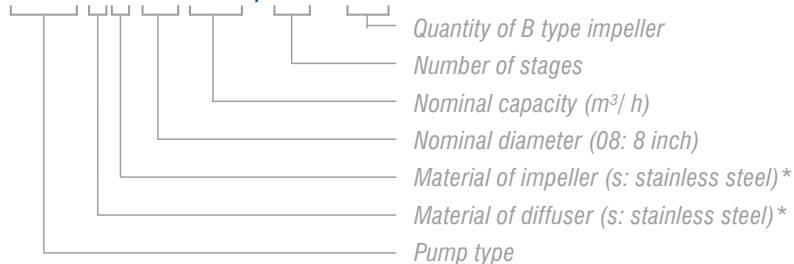 Quantity of B type impeller
Number of stages
Nominal capacity (m³/ h)
Nominal diameter (08: 8 inch)
Material of impeller (s: stainless steel)*
Material of diffuser (s: stainless steel)*
Pump type